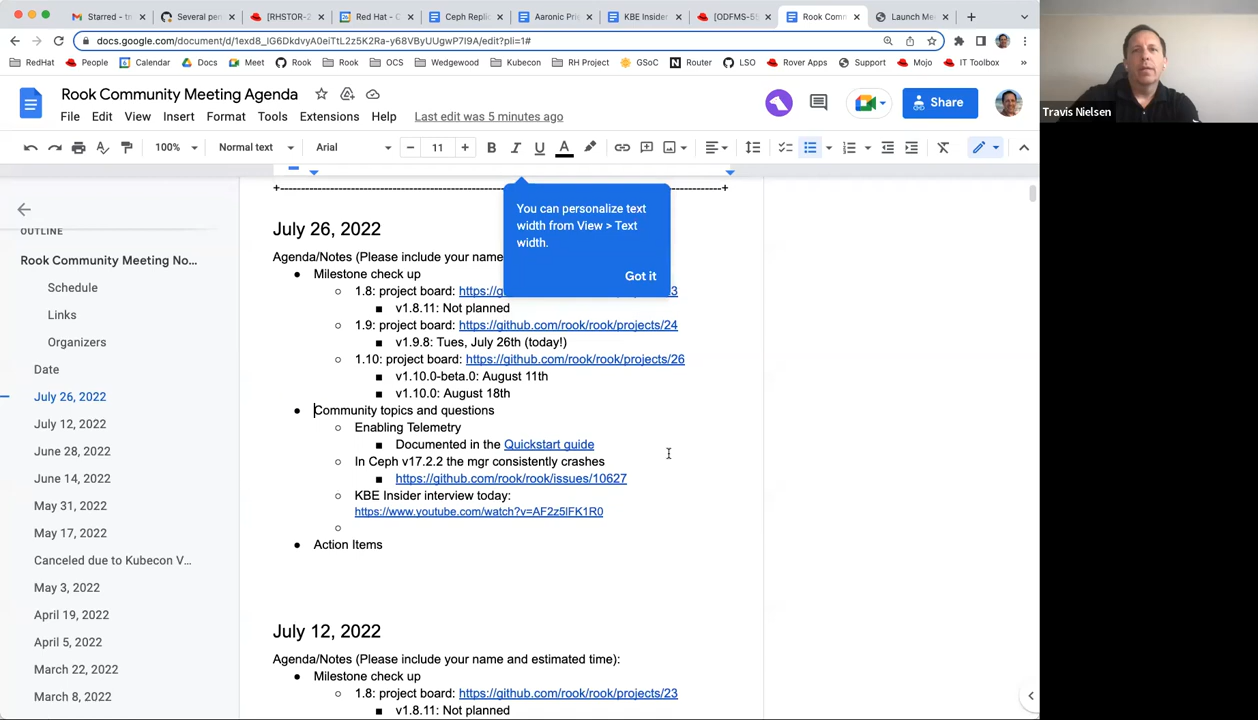 Starred - tm
Several pen
[RHSTOR-2
Red Hat - C
Ceph Replic
Aaronic Pri
KBE Insider
[ODFMS-55
Rook Comm
Launch Me
docs.google.com/document/d/1exd8_lG6DkdvyA0eiTtL2z5K2Ra-y68VByUUgwP7I9A/edit?pli=1#
RedHat
People
Calendar
Docs
Meet
Rook
Rook
OCS
Wedgewood
Kubecon
RH Project
GSoC
Router
LSO
Rover Apps
Support
Mojo
IT Toolbox
»
Rook Community Meeting Agenda
File Edit View Insert Format Tools Extensions Help Last edit was 5 minutes ago
Share
100% Normal text Arial 11
Travis Nielsen
OUTLINE
Rook Community Meeting No...
Schedule
Links
Organizers
Date
July 26, 2022
July 12, 2022
June 28, 2022
June 14, 2022
May 31, 2022
May 17, 2022
Canceled due to Kubecon V...
May 3, 2022
April 19, 2022
April 5, 2022
March 22, 2022
March 8, 2022
You can personalize text
width from View > Text
width.
Got it
July 26, 2022
Agenda/Notes (Please include your name
● Milestone check up
○ 1.8: project board: https://g 3
■ v1.8.11: Not planned
○ 1.9: project board: https://github.com/rook/rook/projects/24
■ v1.9.8: Tues, July 26th (today!)
○ 1.10: project board: https://github.com/rook/rook/projects/26
■ v1.10.0-beta.0: August 11th
■ v1.10.0: August 18th
● Community topics and questions
○ Enabling Telemetry
■ Documented in the Quickstart guide
○ In Ceph v17.2.2 the mgr consistently crashes
■ https://github.com/rook/rook/issues/10627
○ KBE Insider interview today:
https://www.youtube.com/watch?v=AF2z5lFK1R0
○
● Action Items
July 12, 2022
Agenda/Notes (Please include your name and estimated time):
● Milestone check up
○ 1.8: project board: https://github.com/rook/rook/projects/23
■ v1.8.11: Not planned